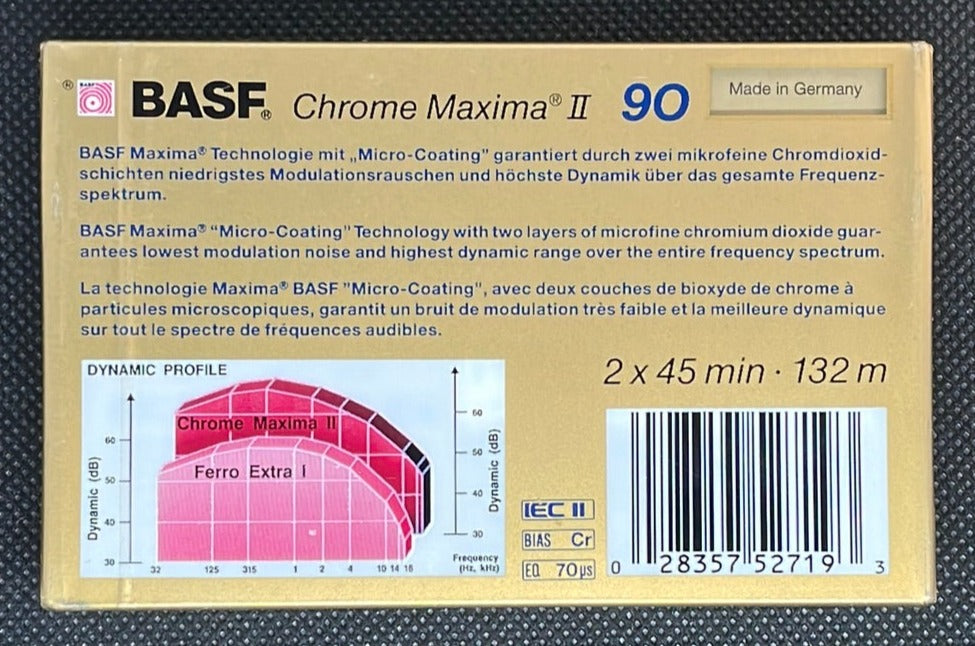 ® BASF BASF® Chrome Maxima® II 90 Made in Germany
BASF Maxima® Technologie mit „Micro-Coating" garantiert durch zwei mikrofeine Chromdioxid-
schichten niedrigstes Modulationsrauschen und höchste Dynamik über das gesamte Frequenz-
spektrum.
BASF Maxima® “Micro-Coating" Technology with two layers of microfine chromium dioxide guar-
antees lowest modulation noise and highest dynamic range over the entire frequency spectrum.
La technologie Maxima® BASF "Micro-Coating", avec deux couches de bioxyde de chrome à
particules microscopiques, garantit un bruit de modulation très faible et la meilleure dynamique
sur tout le spectre de fréquences audibles.
DYNAMIC PROFILE
Chrome Maxima II
Ferro Extra I
Dynamic (dB)
60
50
40
30
32 125 315 1 2 4 10 14 16
60
50
40
30
Dynamic (dB)
Frequency
(Hz, kHz)
2 x 45 min · 132 m
IEC II
BIAS Cr
EQ 70µs
0 28357 52719 3